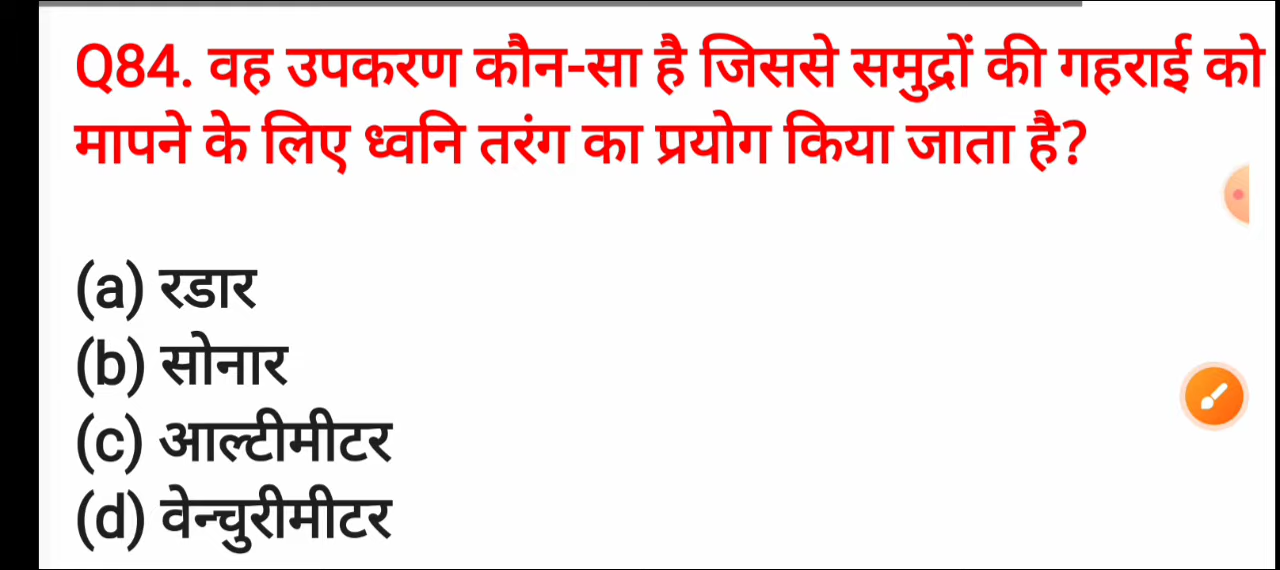 Q84. वह उपकरण कौन-सा है जिससे समुद्रों की गहराई को
मापने के लिए ध्वनि तरंग का प्रयोग किया जाता है?
(a) रडार
(b) सोनार
(c) आल्टीमीटर
(d) वेन्चुरीमीटर